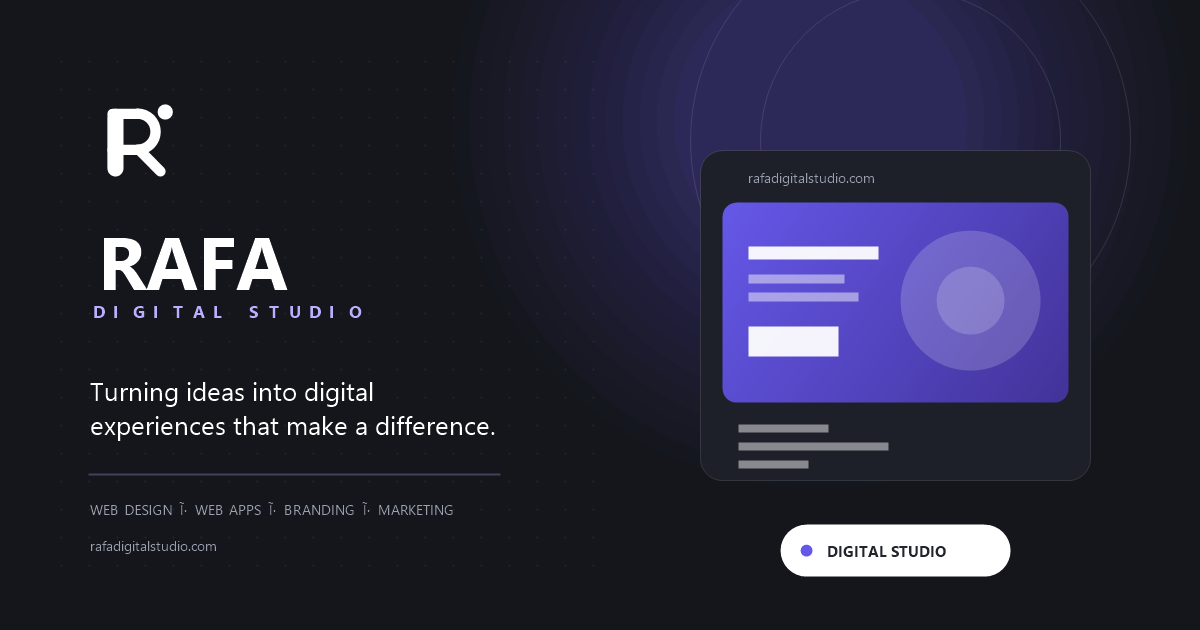 R
RAFA
DIGITAL STUDIO
Turning ideas into digital
experiences that make a difference.
WEB DESIGN Ï· WEB APPS Ï· BRANDING Ï· MARKETING
rafadigitalstudio.com
rafadigitalstudio.com
DIGITAL STUDIO